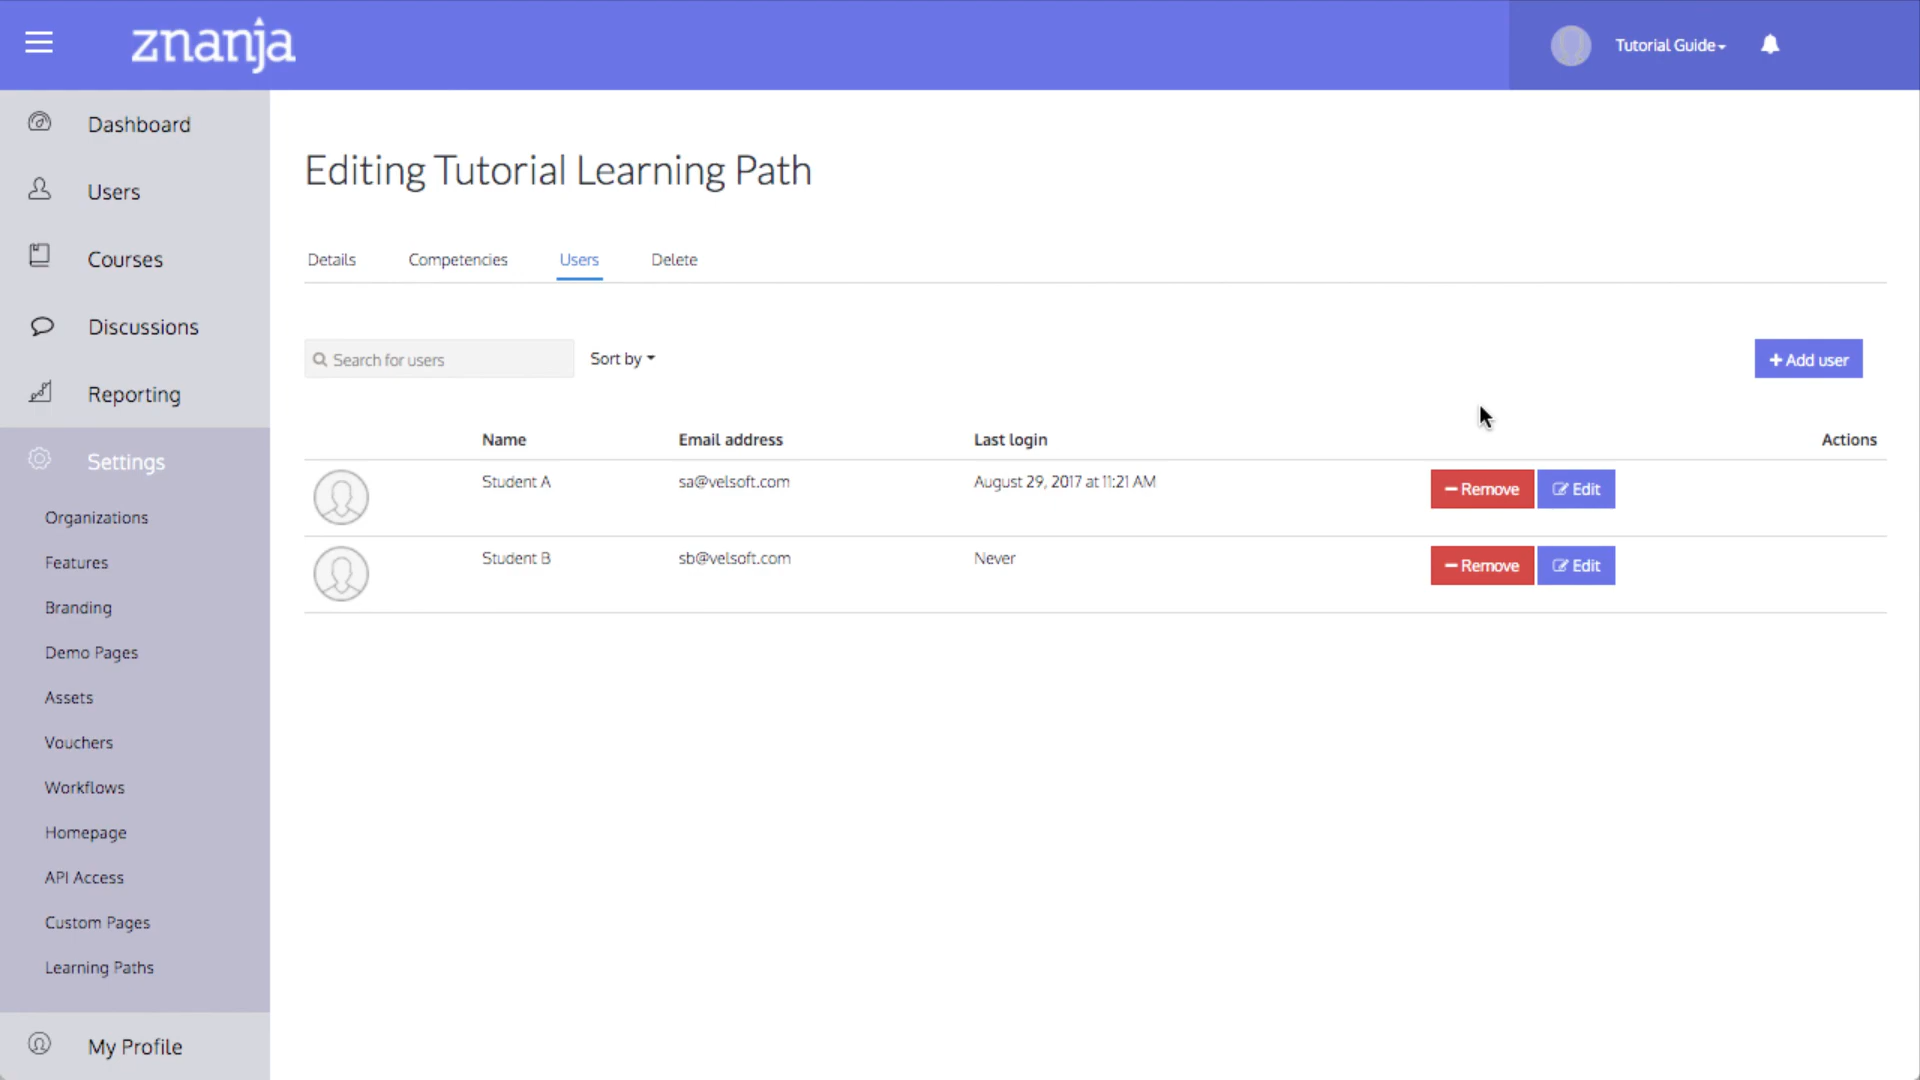 znanja
Tutorial Guide
Dashboard
Users
Courses
Discussions
Reporting
Settings
Organizations
Features
Branding
Demo Pages
Assets
Vouchers
Workflows
Homepage
API Access
Custom Pages
Learning Paths
My Profile
Editing Tutorial Learning Path
Details Competencies Users Delete
Search for users Sort by + Add user
Name Email address Last login Actions
Student A sa@velsoft.com August 29, 2017 at 11:21 AM Remove Edit
Student B sb@velsoft.com Never Remove Edit